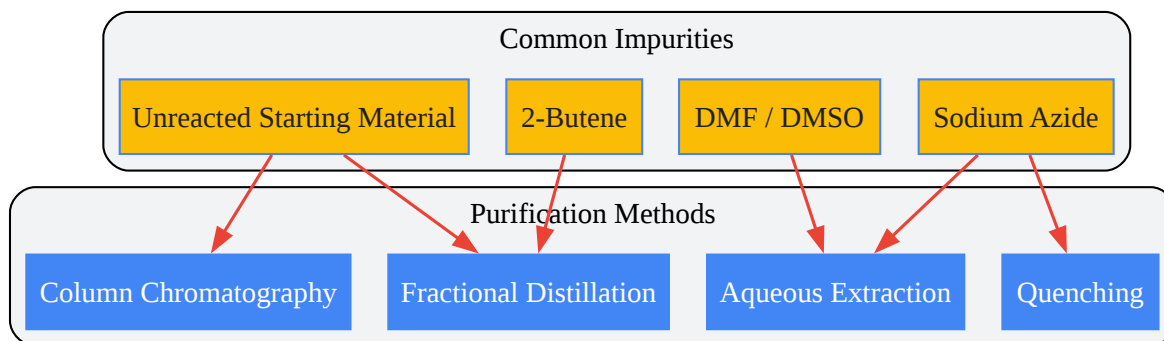 Common Impurities
Unreacted Starting Material
2-Butene
DMF / DMSO
Sodium Azide
Purification Methods
Column Chromatography
Fractional Distillation
Aqueous Extraction
Quenching